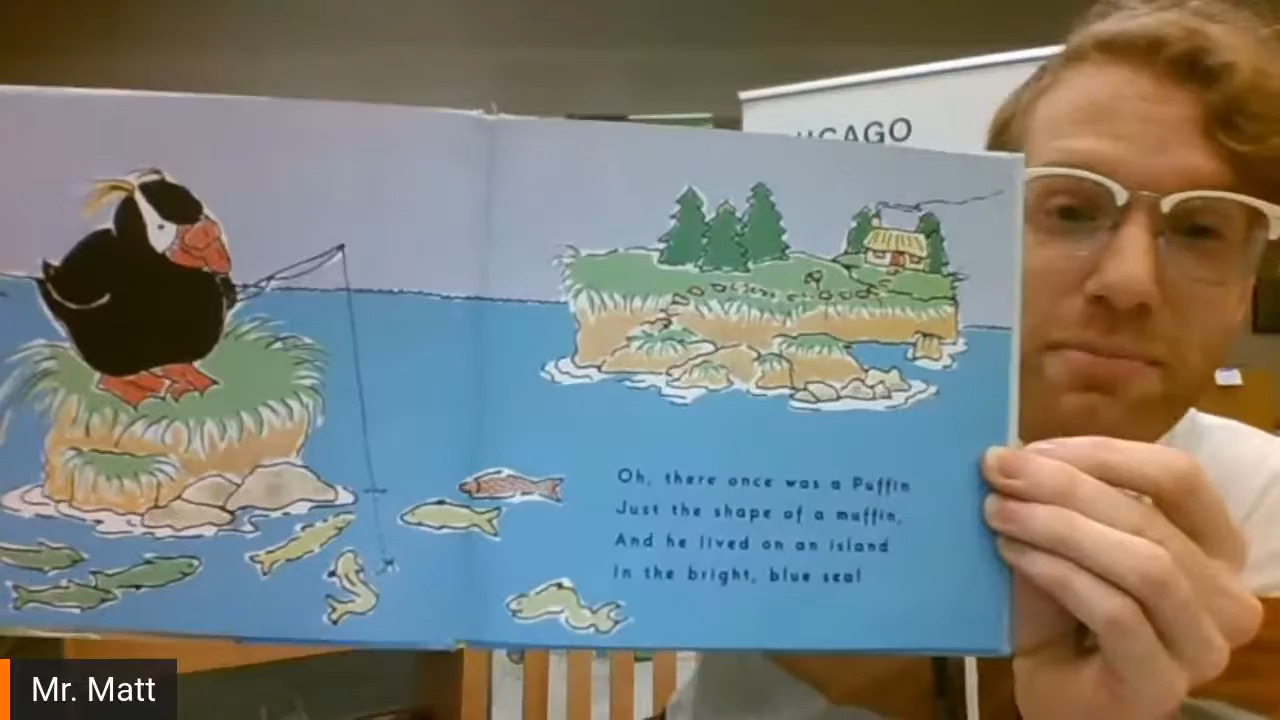 CHICAGO
Oh, there once was a Puffin
Just the shape of a muffin,
And he lived on an island
In the bright, blue sea!
Mr. Matt